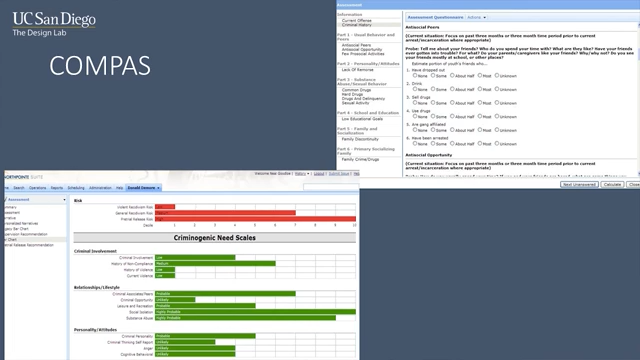 UC San Diego
The Design Lab
COMPAS
Assessment Questionnaire Actions
Information
Current Offense
Criminal History
Part 1 - Usual Behavior and Peers
Antisocial Peers
Antisocial Opportunity
Few Prosocial Activities
Part 2 - Personality/Attitudes
Lack Of Remorse
Part 3 - Substance Abuse/Sexual Behavior
Common Drugs
Hard Drugs
Drugs And Delinquency
Sexual Activity
Part 4 - School and Education
Low Educational Goals
Part 5 - Family and Socialization
Family Discontinuity
Part 6 - Primary Socializing Family
Family Crime/Drugs
Antisocial Peers
(Current situation: Focus on past three months or three month time period prior to current arrest/incarceration where appropriate)
Probe: Tell me about your friends? Who do you spend your time with? What are they like? Have your friends ever gotten into trouble? For what? Do your parents/caregivers like your friends? Why/why not? Do you see your friends mostly at school, or other places?
Estimate portion of youth's friends who...
1. Have dropped out
None Some About Half Most Unknown
2. Drink
None Some About Half Most Unknown
3. Sell drugs
None Some About Half Most Unknown
4. Use drugs
None Some About Half Most Unknown
5. Are gang affiliated
None Some About Half Most Unknown
6. Have been arrested
None Some About Half Most Unknown
Antisocial Opportunity
(Current situation: Focus on past three months or three month time period prior to current arrest/incarceration where appropriate)
Next Unanswered Calculate Close
NORTHPOINTE SUITE
Search Operations Reports Scheduling Administration Help
Assessment
Risk
Violent Recidivism Risk
General Recidivism Risk
Pretrial Release Risk
Decile 1 2 3 4 5 6 7 8 9 10
Criminogenic Need Scales
Criminal Involvement
Criminal Involvement Low
History of Non-Compliance Medium
History of Violence Low
Current Violence Low
Relationships/Lifestyle
Criminal Associates/Peers Probable
Criminal Opportunity Unlikely
Leisure and Recreation Probable
Social Isolation Highly Probable
Substance Abuse Highly Probable
Personality/Attitudes
Criminal Personality Probable
Criminal Thinking Self Report Unlikely
Anger Unlikely
Cognitive Behavioral Unlikely